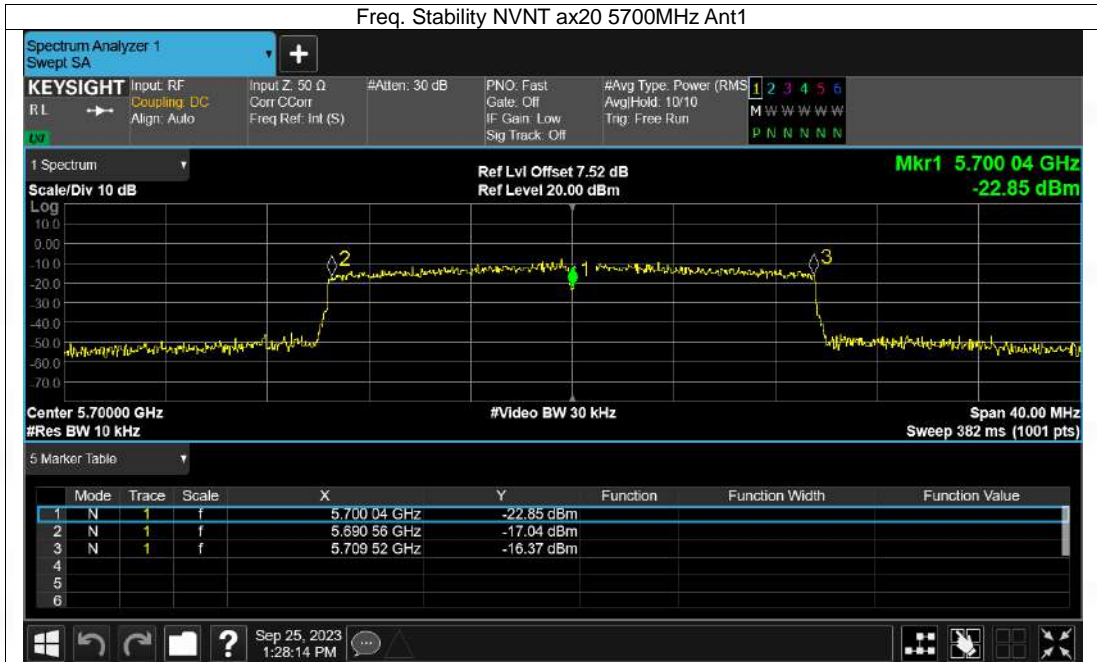 Freq. Stability NVNT ax20 5700MHz Ant1
Spectrum Analyzer 1
Swept SA
+
KEYSIGHT Input: RF Input Z: 50 Ω #Atten: 30 dB PNO: Fast #Avg Type: Power (RMS 1 2 3 4 5 6
RL Coupling: DC Corr CCorr Gate: Off Avg|Hold: 10/10 M W W W W W
Align: Auto Freq Ref: Int (S) IF Gain: Low Trig: Free Run
LXI Sig Track: Off P N N N N N
1 Spectrum Ref Lvl Offset 7.52 dB Mkr1 5.700 04 GHz
Scale/Div 10 dB Ref Level 20.00 dBm -22.85 dBm
Log
10.0
0.00
-10.0
-20.0
-30.0
-40.0
-50.0
-60.0
-70.0
2
1
3
Center 5.70000 GHz #Video BW 30 kHz Span 40.00 MHz
#Res BW 10 kHz Sweep 382 ms (1001 pts)
5 Marker Table
Mode Trace Scale X Y Function Function Width Function Value
1 N 1 f 5.700 04 GHz -22.85 dBm
2 N 1 f 5.690 56 GHz -17.04 dBm
3 N 1 f 5.709 52 GHz -16.37 dBm
4
5
6
? Sep 25, 2023
1:28:14 PM